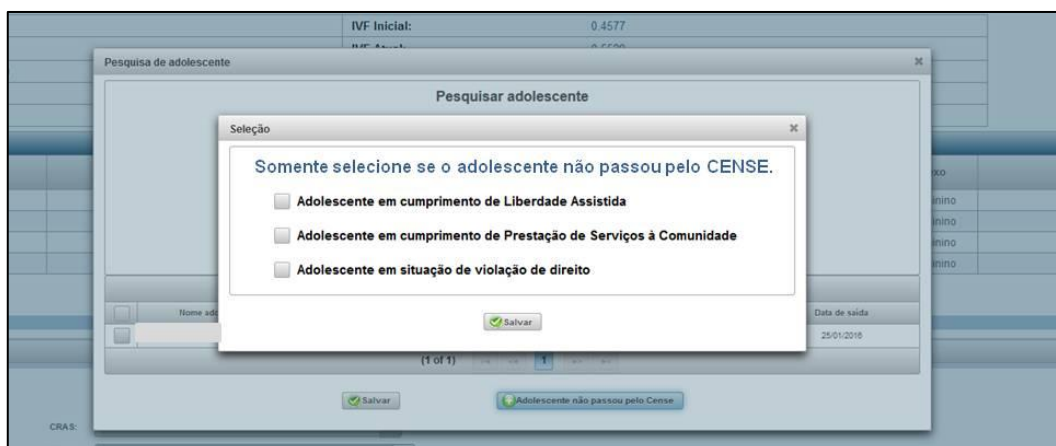 IVF Inicial: 0.4577
Pesquisa de adolescente
Pesquisar adolescente
Seleção
Somente selecione se o adolescente não passou pelo CENSE.
Adolescente em cumprimento de Liberdade Assistida
Adolescente em cumprimento de Prestação de Serviços à Comunidade
Adolescente em situação de violação de direito
Salvar
Nome
Data de saída
25/01/2016
(1 of 1) 1
Salvar
Adolescente não passou pelo Cense
CRAS: